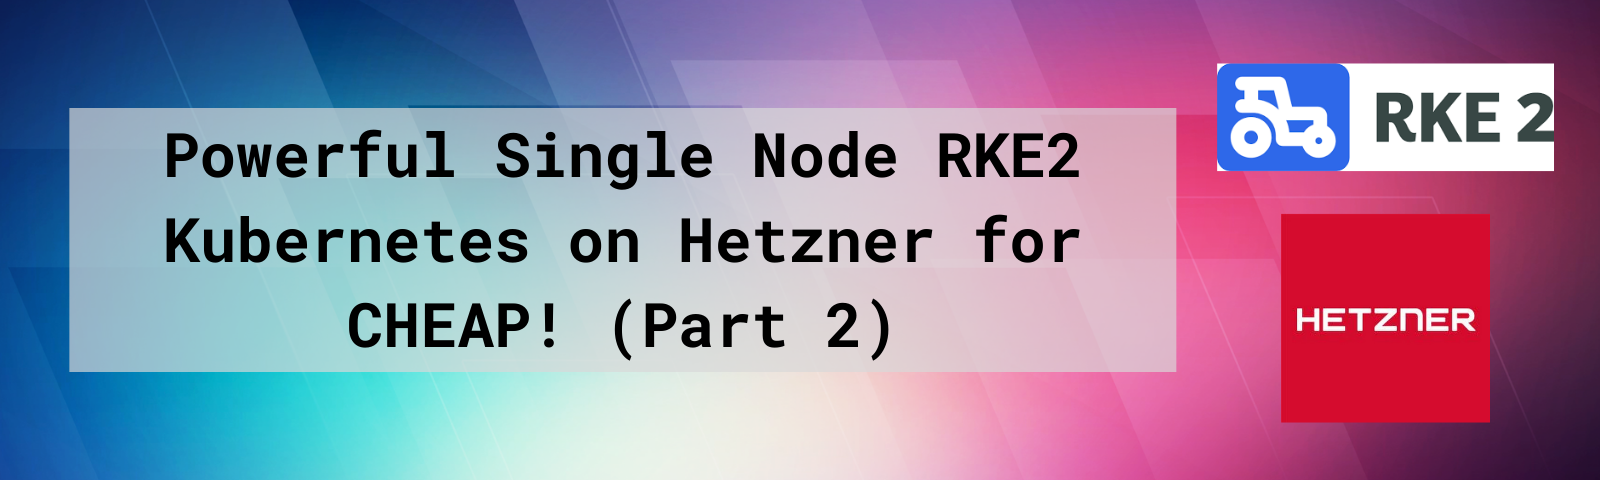 Powerful Single Node RKE2
Kubernetes on Hetzner for
CHEAP! (Part 2)
RKE 2
HETZNER